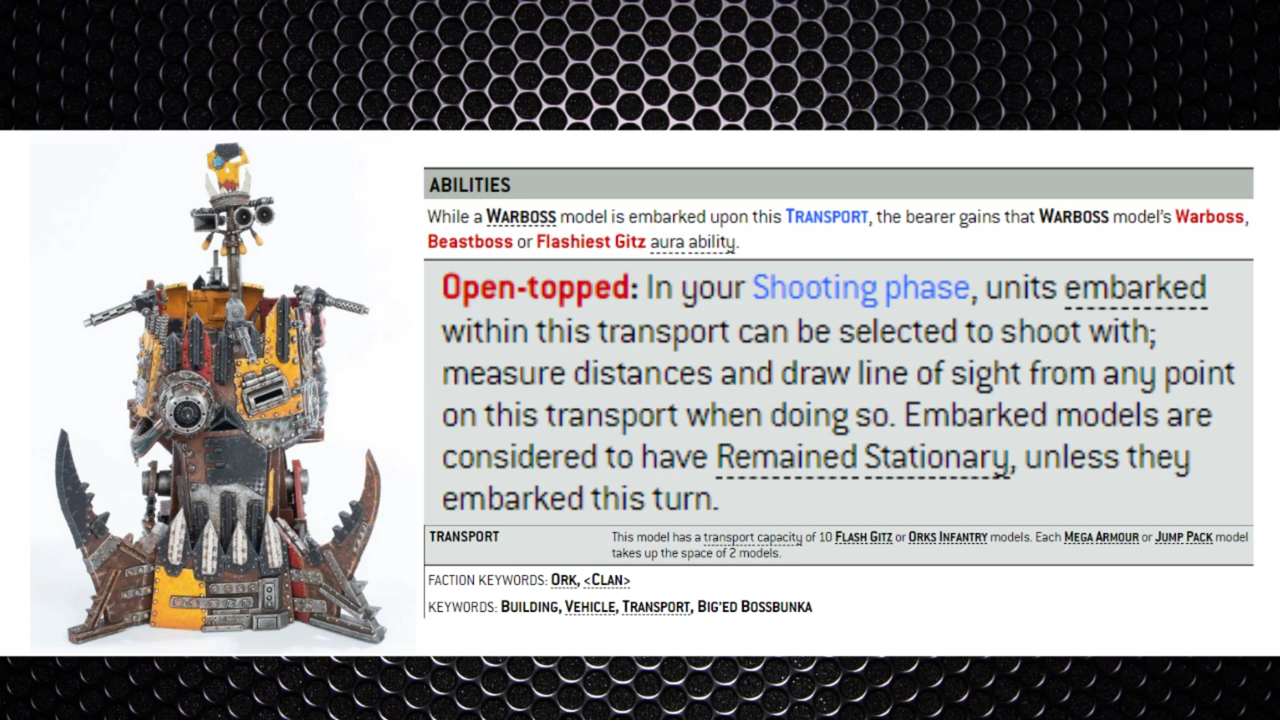 ABILITIES
While a WARBOSS model is embarked upon this TRANSPORT, the bearer gains that WARBOSS model's Warboss,
Beastboss or Flashiest Gitz aura ability.
Open-topped: In your Shooting phase, units embarked
within this transport can be selected to shoot with;
measure distances and draw line of sight from any point
on this transport when doing so. Embarked models are
considered to have Remained Stationary, unless they
embarked this turn.
TRANSPORT This model has a transport capacity of 10 FLASH GITZ or ORKS INFANTRY models. Each MEGA ARMOUR or JUMP PACK model
takes up the space of 2 models.
FACTION KEYWORDS: ORK, <CLAN>
KEYWORDS: BUILDING, VEHICLE, TRANSPORT, BIG'ED BOSSBUNKA